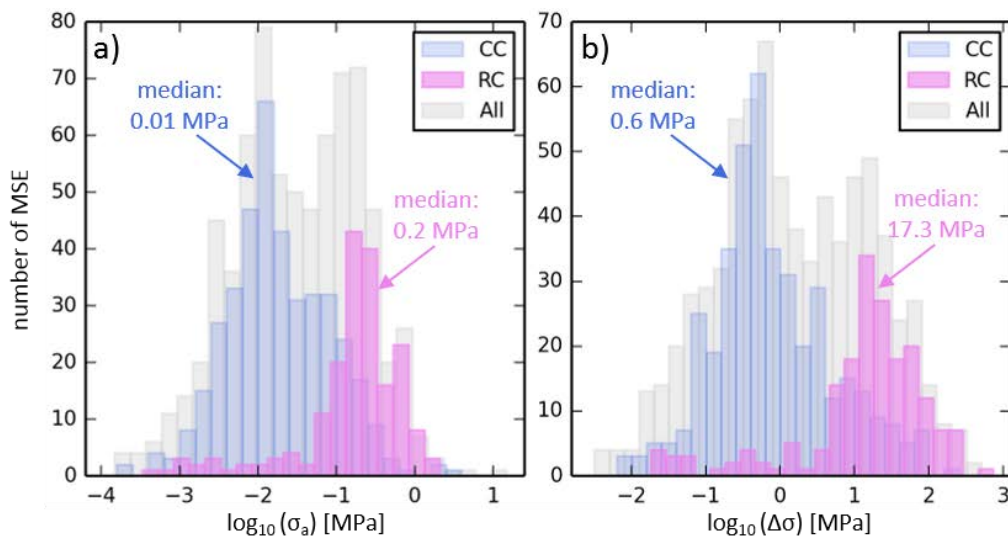 a)
CC
RC
All
median:
0.01 MPa
median:
0.2 MPa
number of MSE
80
70
60
50
40
30
20
10
0
−4
−3
−2
−1
0
1
log₁₀ (σₐ) [MPa]
b)
CC
RC
All
median:
0.6 MPa
median:
17.3 MPa
70
60
50
40
30
20
10
0
−2
−1
0
1
2
3
log₁₀ (Δσ) [MPa]